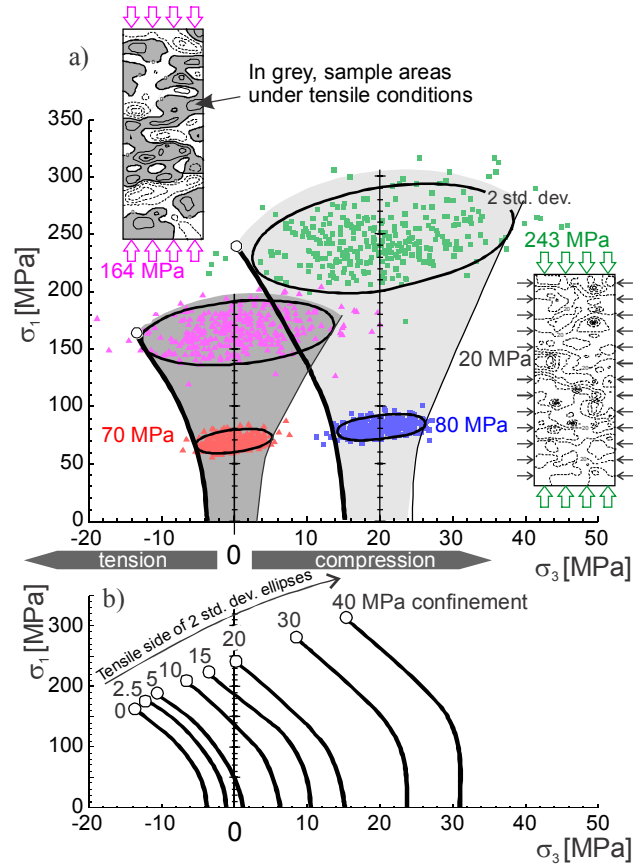 a)
In grey, sample areas
under tensile conditions
350
300
250
200
150
100
50
0
σ1 [MPa]
164 MPa
2 std. dev.
243 MPa
20 MPa
70 MPa
80 MPa
-20 -10 0 10 20 30 40 50
tension
compression
σ3 [MPa]
b)
Tensile side of 2 std. dev. ellipses
40 MPa confinement
30
20
15
10
5
2.5
0
300
200
100
0
σ1 [MPa]
-20 -10 0 10 20 30 40 50
σ3 [MPa]